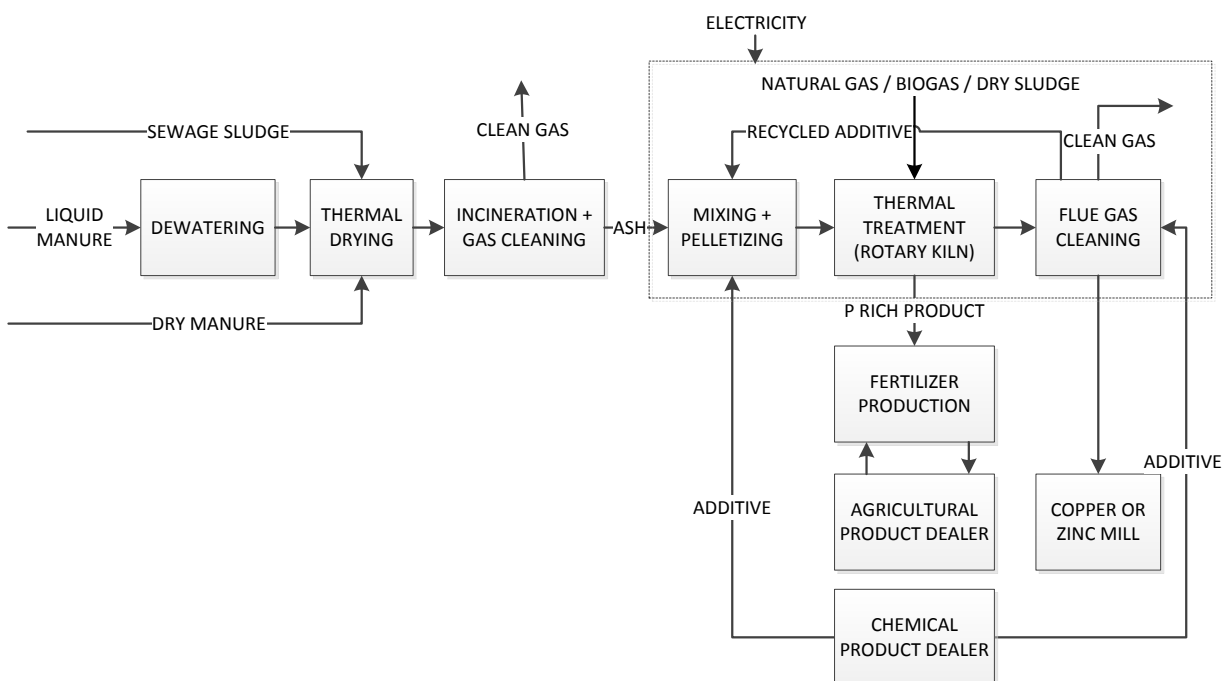 ELECTRICITY
NATURAL GAS / BIOGAS / DRY SLUDGE
SEWAGE SLUDGE
CLEAN GAS
RECYCLED ADDITIVE
CLEAN GAS
LIQUID
MANURE
DEWATERING
THERMAL
DRYING
INCINERATION +
GAS CLEANING
ASH
MIXING +
PELLETIZING
THERMAL
TREATMENT
(ROTARY KILN)
FLUE GAS
CLEANING
DRY MANURE
P RICH PRODUCT
FERTILIZER
PRODUCTION
ADDITIVE
ADDITIVE
AGRICULTURAL
PRODUCT DEALER
COPPER OR
ZINC MILL
CHEMICAL
PRODUCT DEALER